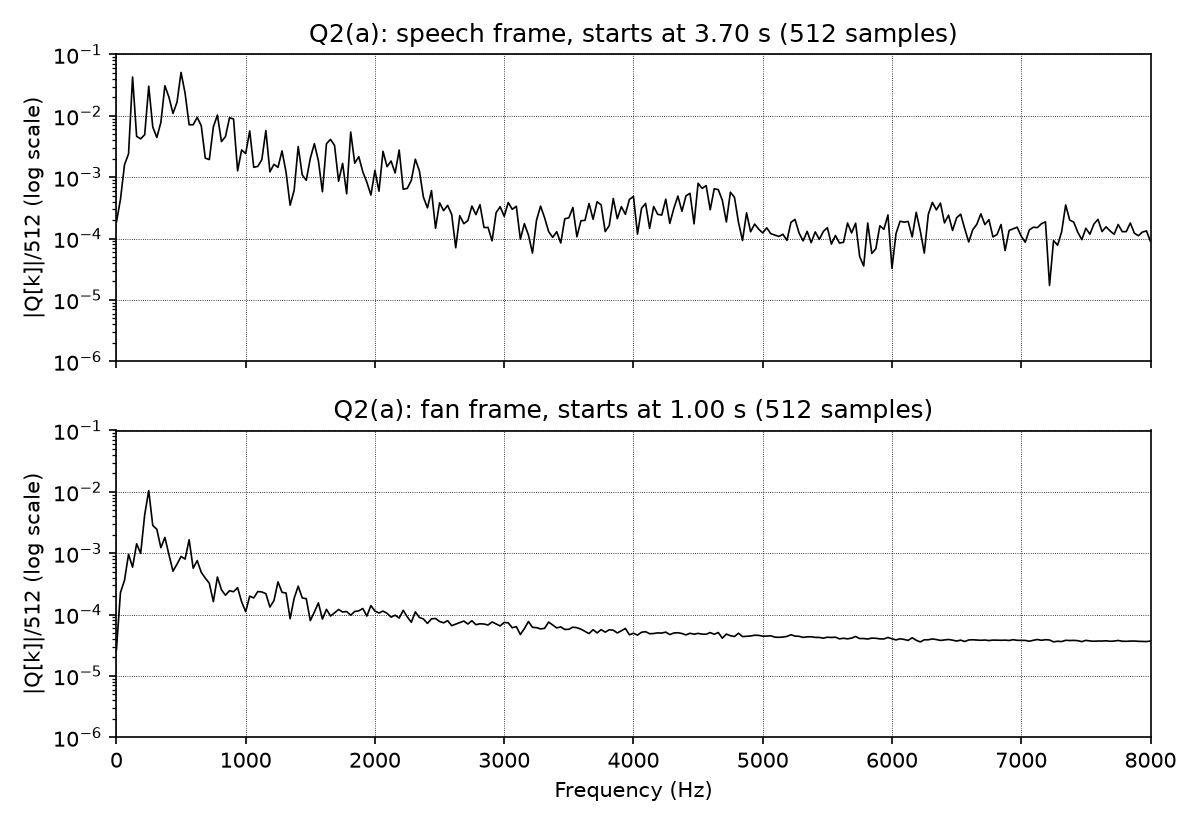 Q2(a): speech frame, starts at 3.70 s (512 samples)
|Q[k]|/512 (log scale)
10⁻¹
10⁻²
10⁻³
10⁻⁴
10⁻⁵
10⁻⁶
Q2(a): fan frame, starts at 1.00 s (512 samples)
|Q[k]|/512 (log scale)
10⁻¹
10⁻²
10⁻³
10⁻⁴
10⁻⁵
10⁻⁶
0 1000 2000 3000 4000 5000 6000 7000 8000
Frequency (Hz)